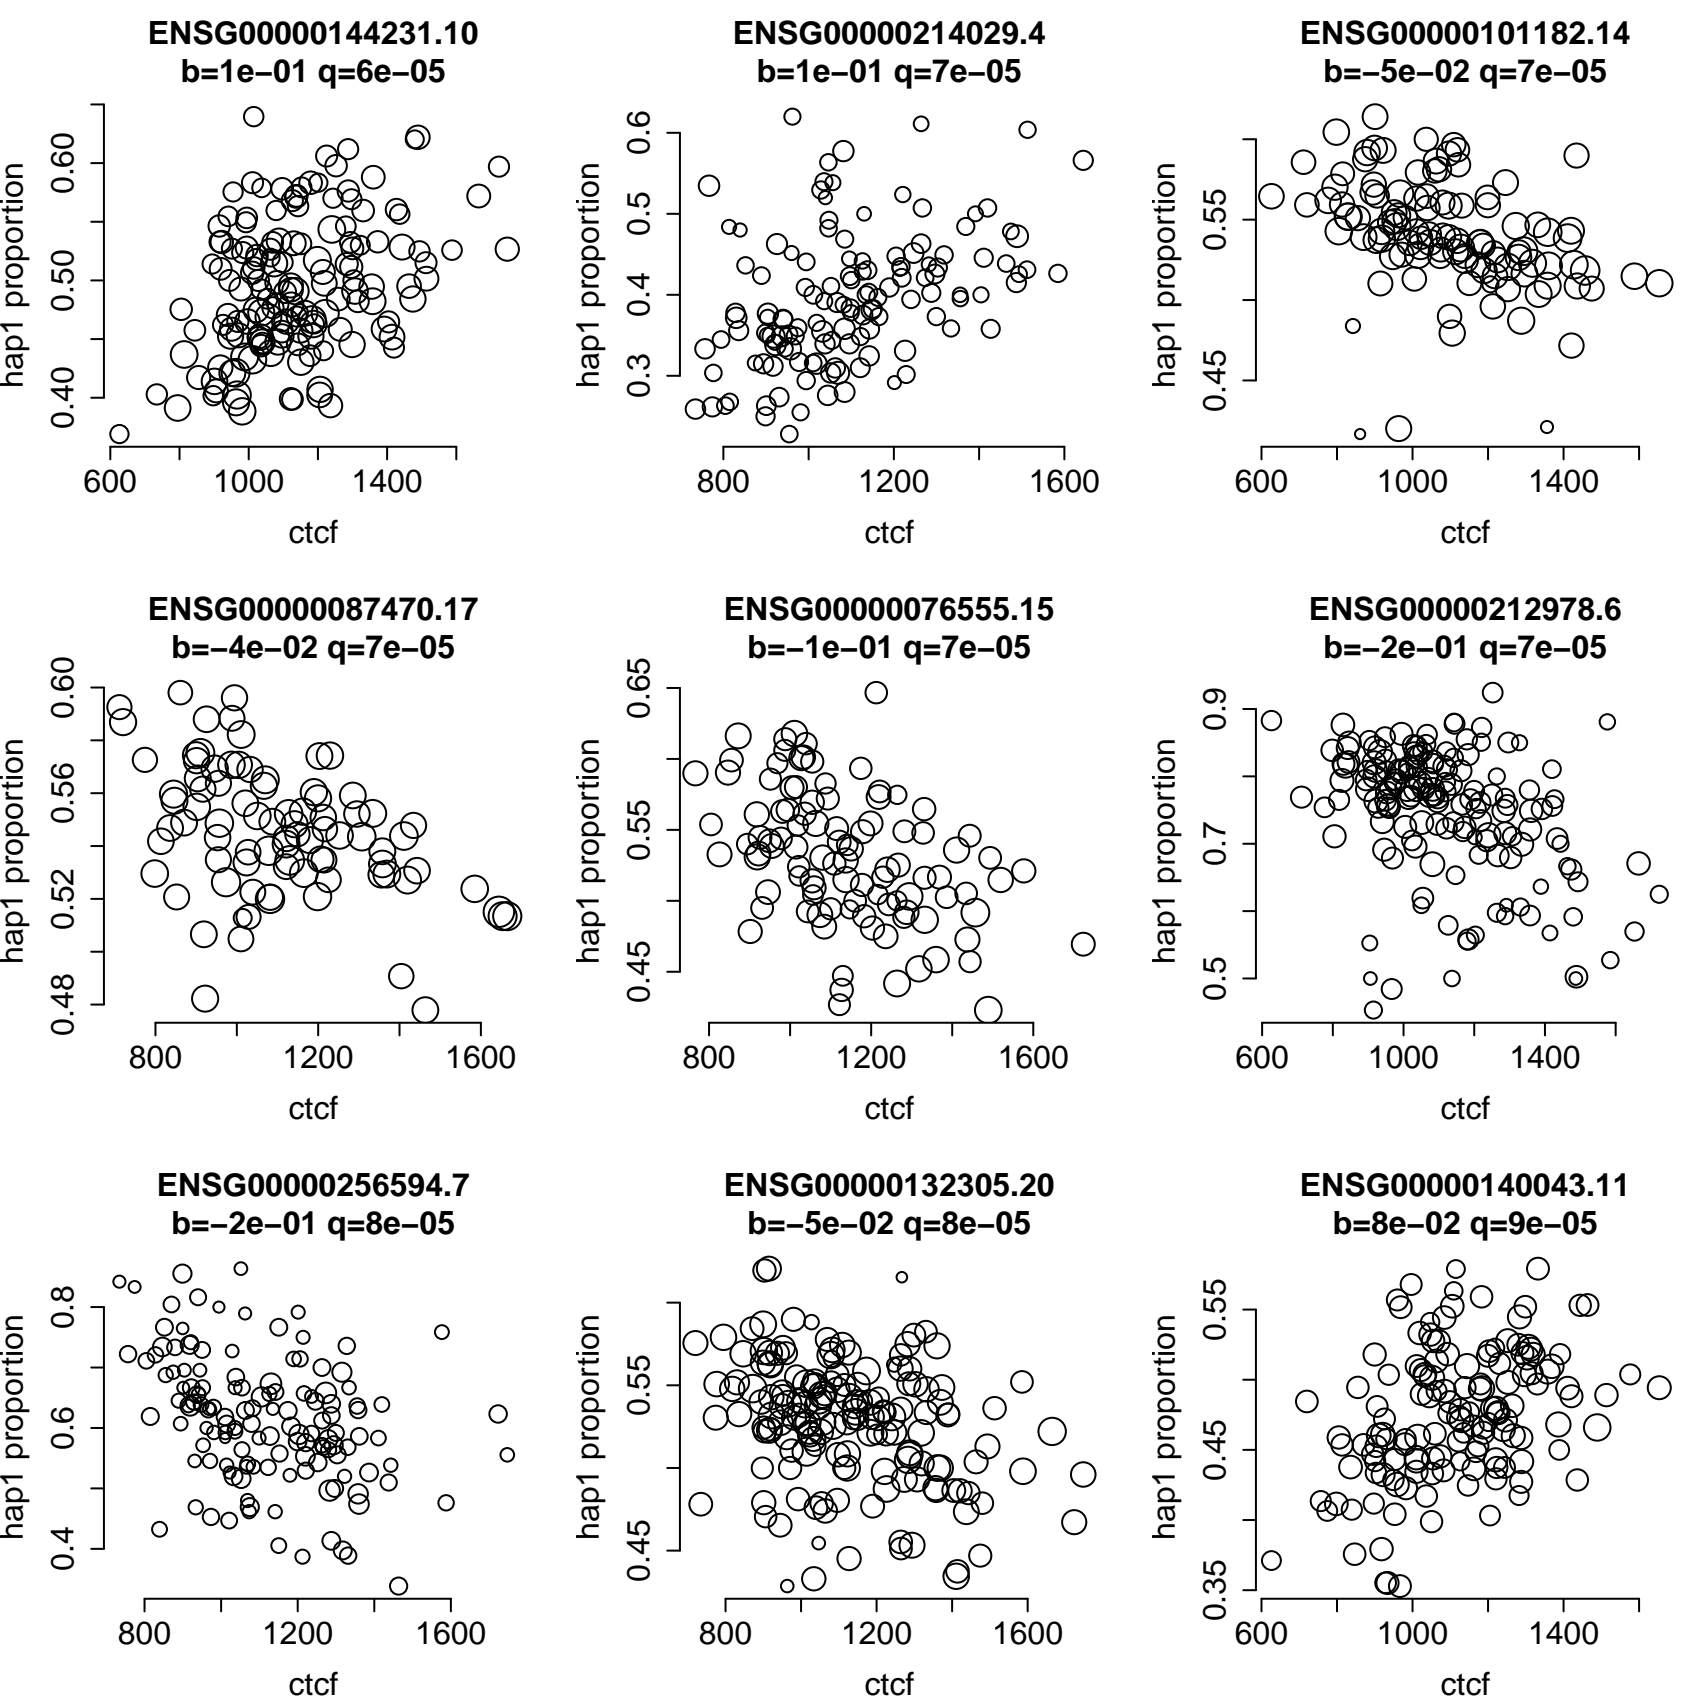 ENSG00000144231.10
b=1e−01 q=6e−05
hap1 proportion
0.40 0.50 0.60
600 1000 1400
ctcf
ENSG00000214029.4
b=1e−01 q=7e−05
hap1 proportion
0.3 0.4 0.5 0.6
800 1200 1600
ctcf
ENSG00000101182.14
b=−5e−02 q=7e−05
hap1 proportion
0.45 0.55
600 1000 1400
ctcf
ENSG00000087470.17
b=−4e−02 q=7e−05
hap1 proportion
0.48 0.52 0.56 0.60
800 1200 1600
ctcf
ENSG00000076555.15
b=−1e−01 q=7e−05
hap1 proportion
0.45 0.55 0.65
800 1200 1600
ctcf
ENSG00000212978.6
b=−2e−01 q=7e−05
hap1 proportion
0.5 0.7 0.9
600 1000 1400
ctcf
ENSG00000256594.7
b=−2e−01 q=8e−05
hap1 proportion
0.4 0.6 0.8
800 1200 1600
ctcf
ENSG00000132305.20
b=−5e−02 q=8e−05
hap1 proportion
0.45 0.55
800 1200 1600
ctcf
ENSG00000140043.11
b=8e−02 q=9e−05
hap1 proportion
0.35 0.45 0.55
600 1000 1400
ctcf